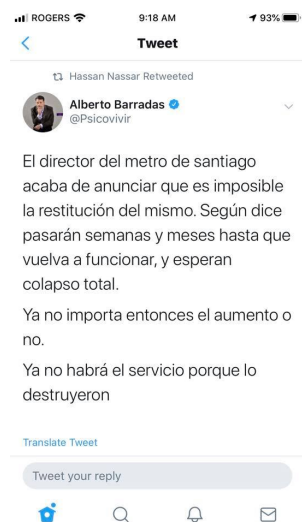 ROGERS 9:18 AM 93%
Tweet
Hassan Nassar Retweeted
Alberto Barradas
@Psicovivir
El director del metro de santiago
acaba de anunciar que es imposible
la restitución del mismo. Según dice
pasarán semanas y meses hasta que
vuelva a funcionar, y esperan
colapso total.
Ya no importa entonces el aumento o
no.
Ya no habrá el servicio porque lo
destruyeron
Translate Tweet
Tweet your reply